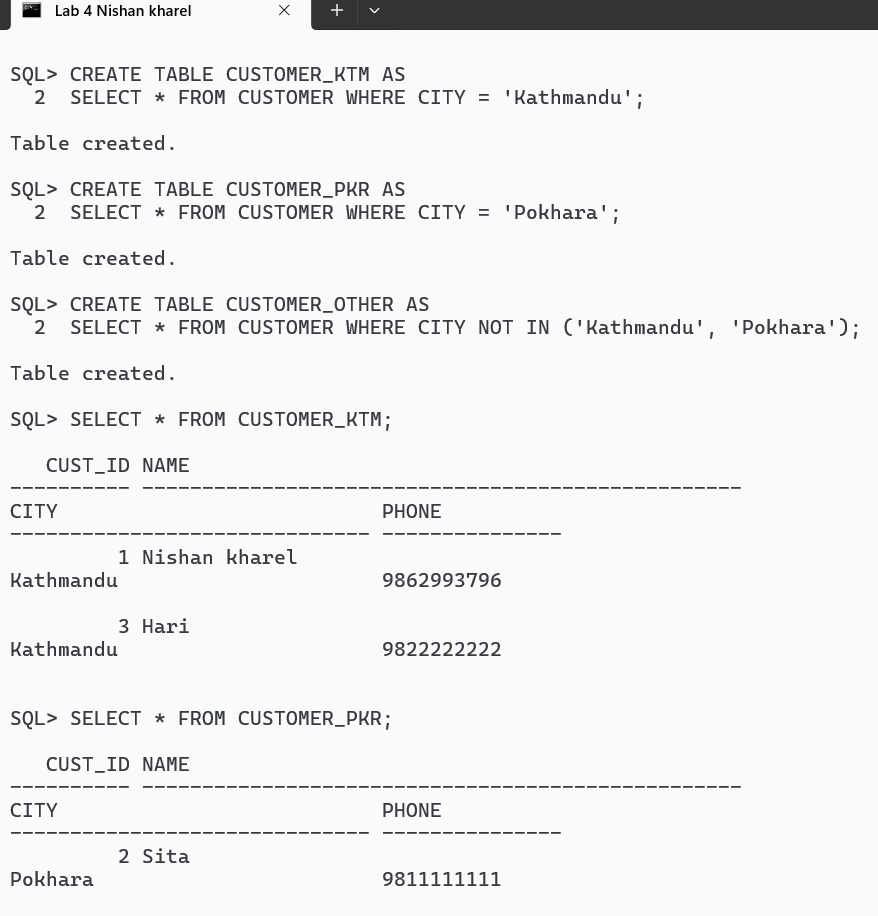 Lab 4 Nishan kharel
SQL> CREATE TABLE CUSTOMER_KTM AS
2 SELECT * FROM CUSTOMER WHERE CITY = 'Kathmandu';
Table created.
SQL> CREATE TABLE CUSTOMER_PKR AS
2 SELECT * FROM CUSTOMER WHERE CITY = 'Pokhara';
Table created.
SQL> CREATE TABLE CUSTOMER_OTHER AS
2 SELECT * FROM CUSTOMER WHERE CITY NOT IN ('Kathmandu', 'Pokhara');
Table created.
SQL> SELECT * FROM CUSTOMER_KTM;
CUST_ID NAME
---------- --------------------------------------------------
CITY PHONE
------------------------------ ---------------
1 Nishan kharel
Kathmandu 9862993796
3 Hari
Kathmandu 9822222222
SQL> SELECT * FROM CUSTOMER_PKR;
CUST_ID NAME
---------- --------------------------------------------------
CITY PHONE
------------------------------ ---------------
2 Sita
Pokhara 9811111111